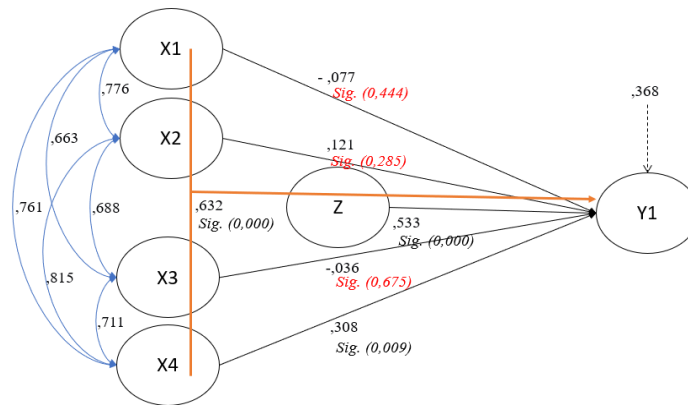 X1
- ,077
Sig. (0,444)
,776
,368
X2
,121
Sig. (0,285)
,663
,761
,688
,632
Sig. (0,000)
Z
,533
Sig. (0,000)
Y1
,815
X3
-,036
Sig. (0,675)
,711
,308
Sig. (0,009)
X4